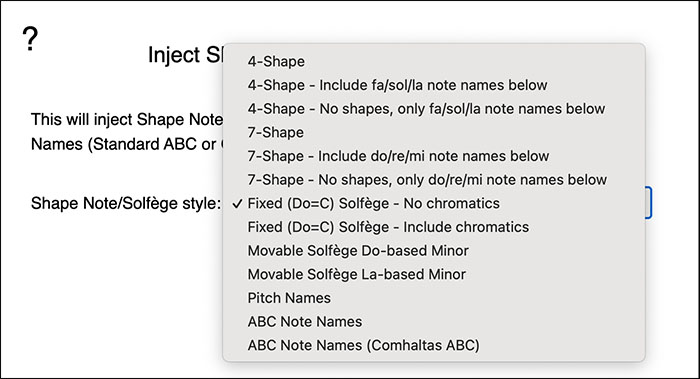 ?
Inject S
4-Shape
4-Shape - Include fa/sol/la note names below
This will inject Shape Note
4-Shape - No shapes, only fa/sol/la note names below
7-Shape
Names (Standard ABC or
7-Shape - Include do/re/mi note names below
7-Shape - No shapes, only do/re/mi note names below
Shape Note/Solfège style: ✓ Fixed (Do=C) Solfège - No chromatics
Fixed (Do=C) Solfège - Include chromatics
Movable Solfège Do-based Minor
Movable Solfège La-based Minor
Pitch Names
ABC Note Names
ABC Note Names (Comhaltas ABC)